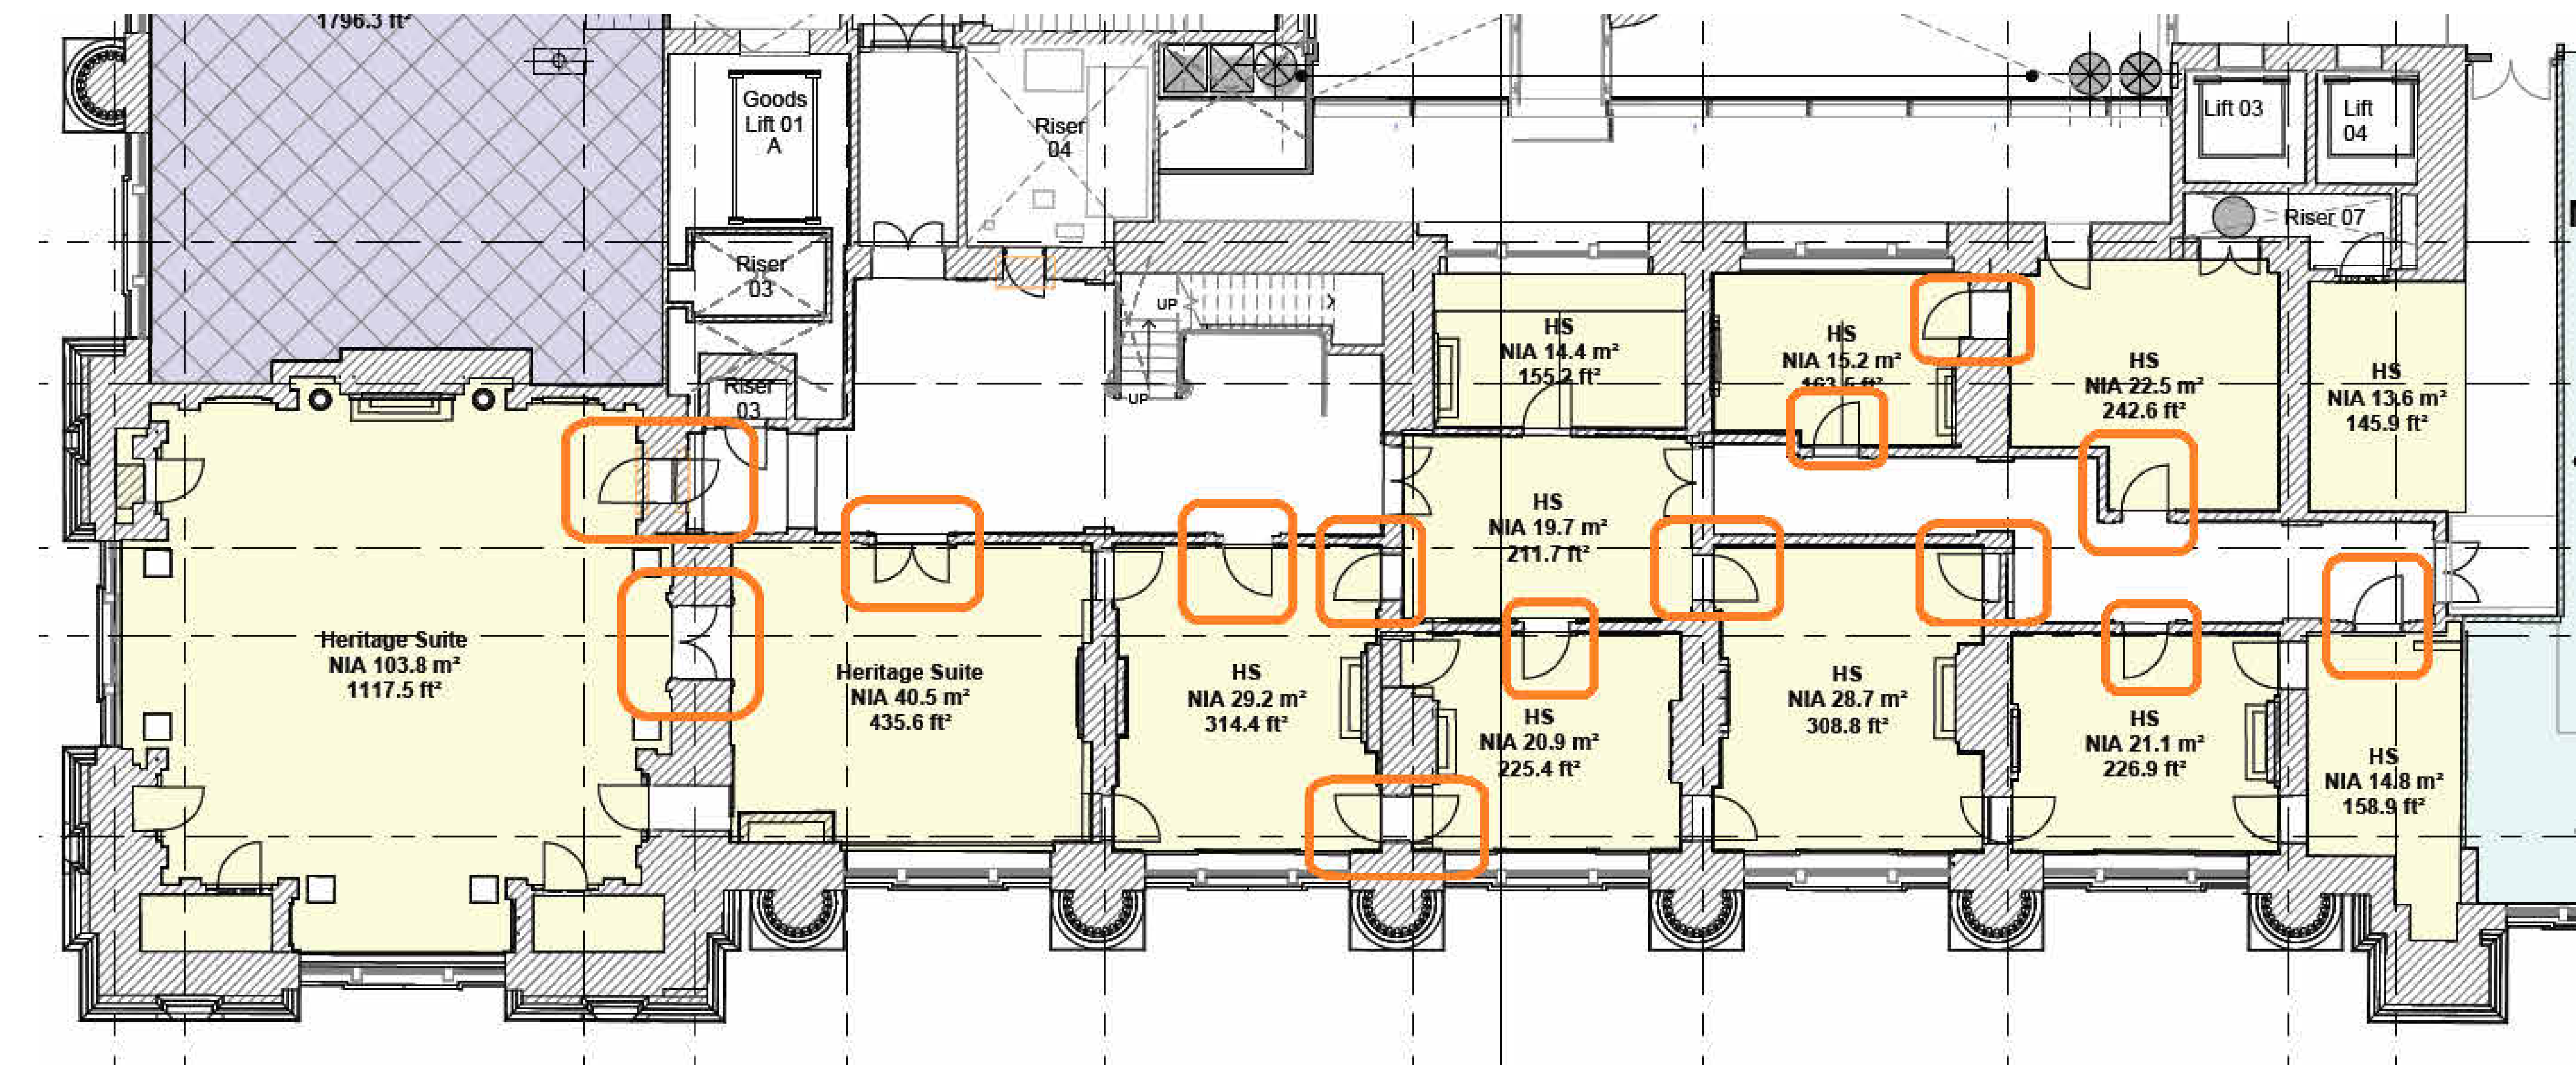 1796.3 ft²
Goods
Lift 01
A
Riser
04
Lift 03
Lift
04
Riser 07
Riser
03
UP
UP
Riser
03
HS
NIA 14.4 m²
155.2 ft²
HS
NIA 15.2 m²
163.5 ft²
HS
NIA 22.5 m²
242.6 ft²
HS
NIA 13.6 m²
145.9 ft²
HS
NIA 19.7 m²
211.7 ft²
Heritage Suite
NIA 103.8 m²
1117.5 ft²
Heritage Suite
NIA 40.5 m²
435.6 ft²
HS
NIA 29.2 m²
314.4 ft²
HS
NIA 20.9 m²
225.4 ft²
HS
NIA 28.7 m²
308.8 ft²
HS
NIA 21.1 m²
226.9 ft²
HS
NIA 14.8 m²
158.9 ft²